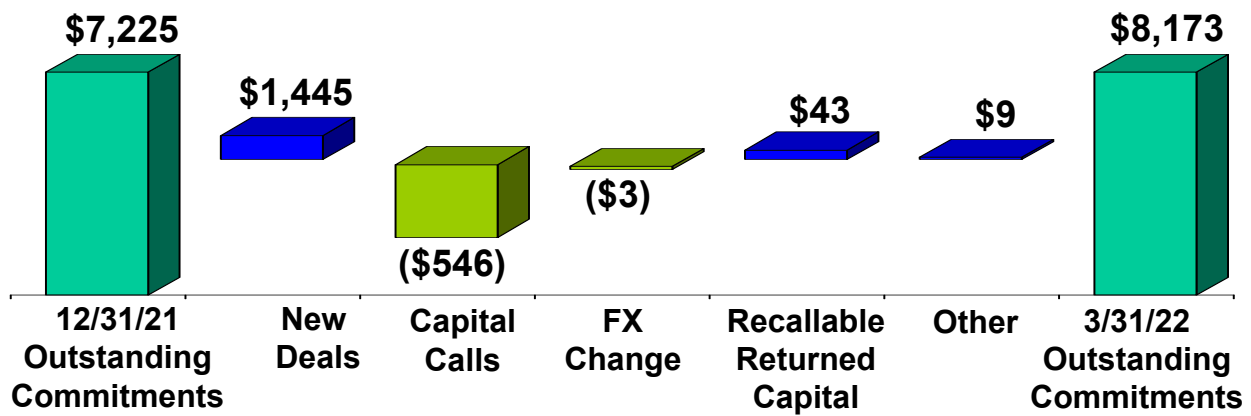 $7,225
$1,445
($546)
($3)
$43
$9
$8,173
12/31/21
Outstanding
Commitments
New
Deals
Capital
Calls
FX
Change
Recallable
Returned
Capital
Other
3/31/22
Outstanding
Commitments